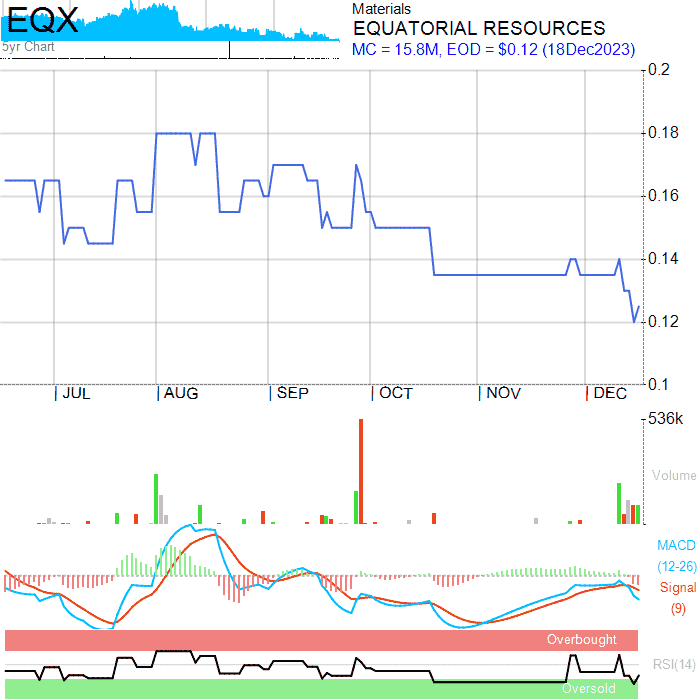 EQX
5yr Chart
Materials
EQUATORIAL RESOURCES
MC = 15.8M, EOD = $0.12 (18Dec2023)
0.2
0.18
0.16
0.14
0.12
0.1
JUL
AUG
SEP
OCT
NOV
DEC
536k
Volume
MACD
(12-26)
Signal
(9)
Overbought
RSI(14)
Oversold